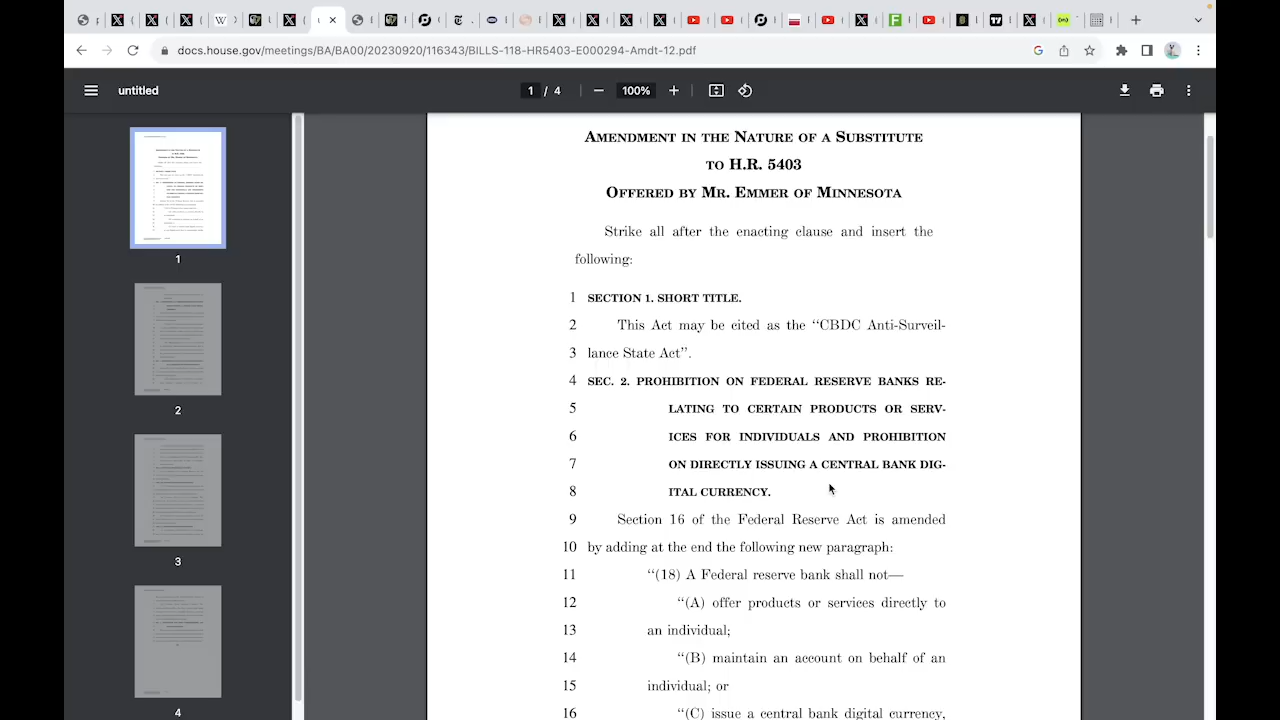 docs.house.gov/meetings/BA/BA00/20230920/116343/BILLS-118-HR5403-E000294-Amdt-12.pdf
untitled
1 / 4
100%
1
2
3
4
AMENDMENT IN THE NATURE OF A SUBSTITUTE
TO H.R. 5403
OFFERED BY MR. EMMER OF MINNESOTA
Strike all after the enacting clause and insert the
following:
1 SECTION 1. SHORT TITLE.
2 This Act may be cited as the “CBDC Anti-Surveil-
3 lance State Act”.
4 SEC. 2. PROHIBITION ON FEDERAL RESERVE BANKS RE-
5 LATING TO CERTAIN PRODUCTS OR SERV-
6 ICES FOR INDIVIDUALS AND PROHIBITION
7 ON DIRECTLY ISSUING A CENTRAL BANK DIG-
8 ITAL CURRENCY.
9 Section of the Federal Reserve Act is amended
10 by adding at the end the following new paragraph:
11 “(18) A Federal reserve bank shall not—
12 “(A) offer products or services directly to
13 an individual;
14 “(B) maintain an account on behalf of an
15 individual; or
16 “(C) issue a central bank digital currency,